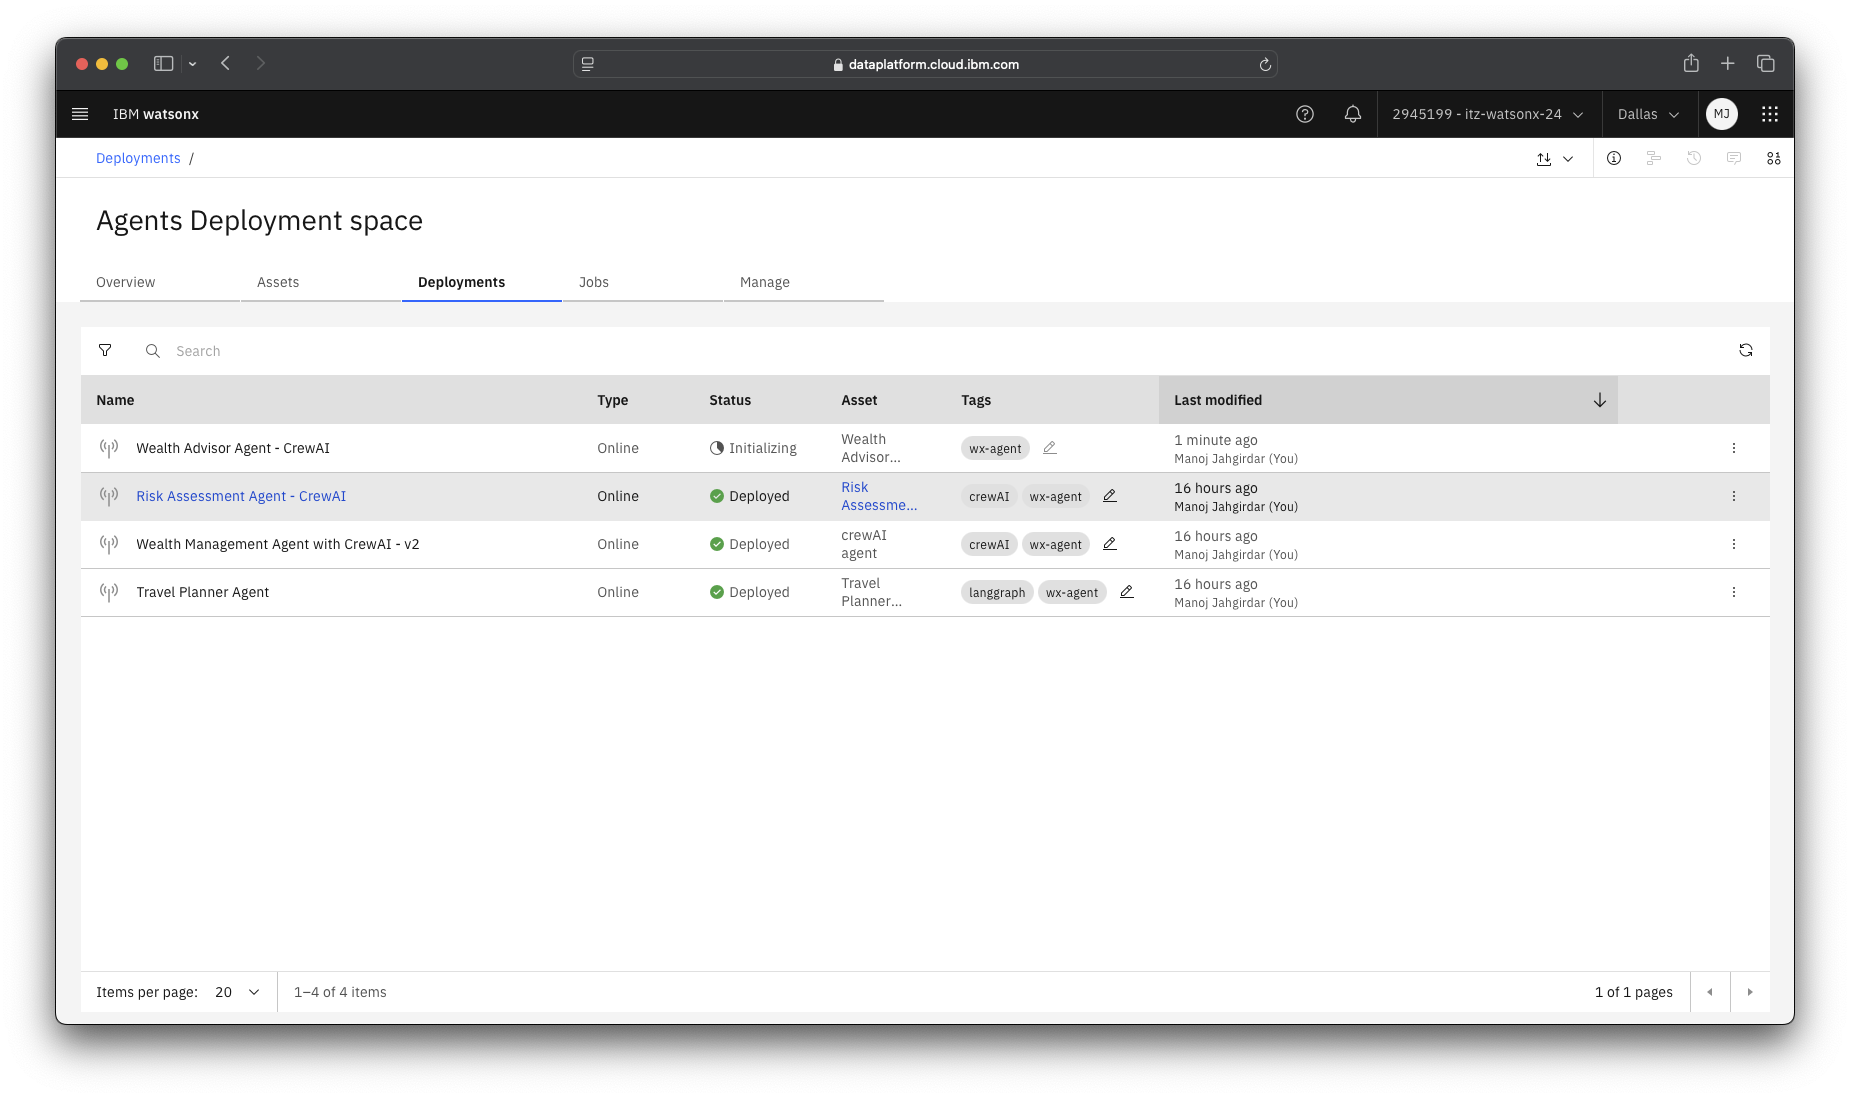 dataplatform.cloud.ibm.com
IBM watsonx
2945199 - itz-watsonx-24
Dallas
MJ
Deployments /
Agents Deployment space
Overview
Assets
Deployments
Jobs
Manage
Search
Name Type Status Asset Tags Last modified
Wealth Advisor Agent - CrewAI Online Initializing Wealth Advisor... wx-agent 1 minute ago
Manoj Jahgirdar (You)
Risk Assessment Agent - CrewAI Online Deployed Risk Assessme... crewAI wx-agent 16 hours ago
Manoj Jahgirdar (You)
Wealth Management Agent with CrewAI - v2 Online Deployed crewAI agent crewAI wx-agent 16 hours ago
Manoj Jahgirdar (You)
Travel Planner Agent Online Deployed Travel Planner... langgraph wx-agent 16 hours ago
Manoj Jahgirdar (You)
Items per page: 20 1–4 of 4 items 1 of 1 pages